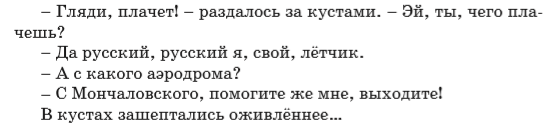 – Гляди, плачет! – раздалось за кустами. – Эй, ты, чего пла-
чешь?
– Да русский, русский я, свой, лётчик.
– А с какого аэродрома?
– С Мончаловского, помогите же мне, выходите!
В кустах зашептались оживлённее...